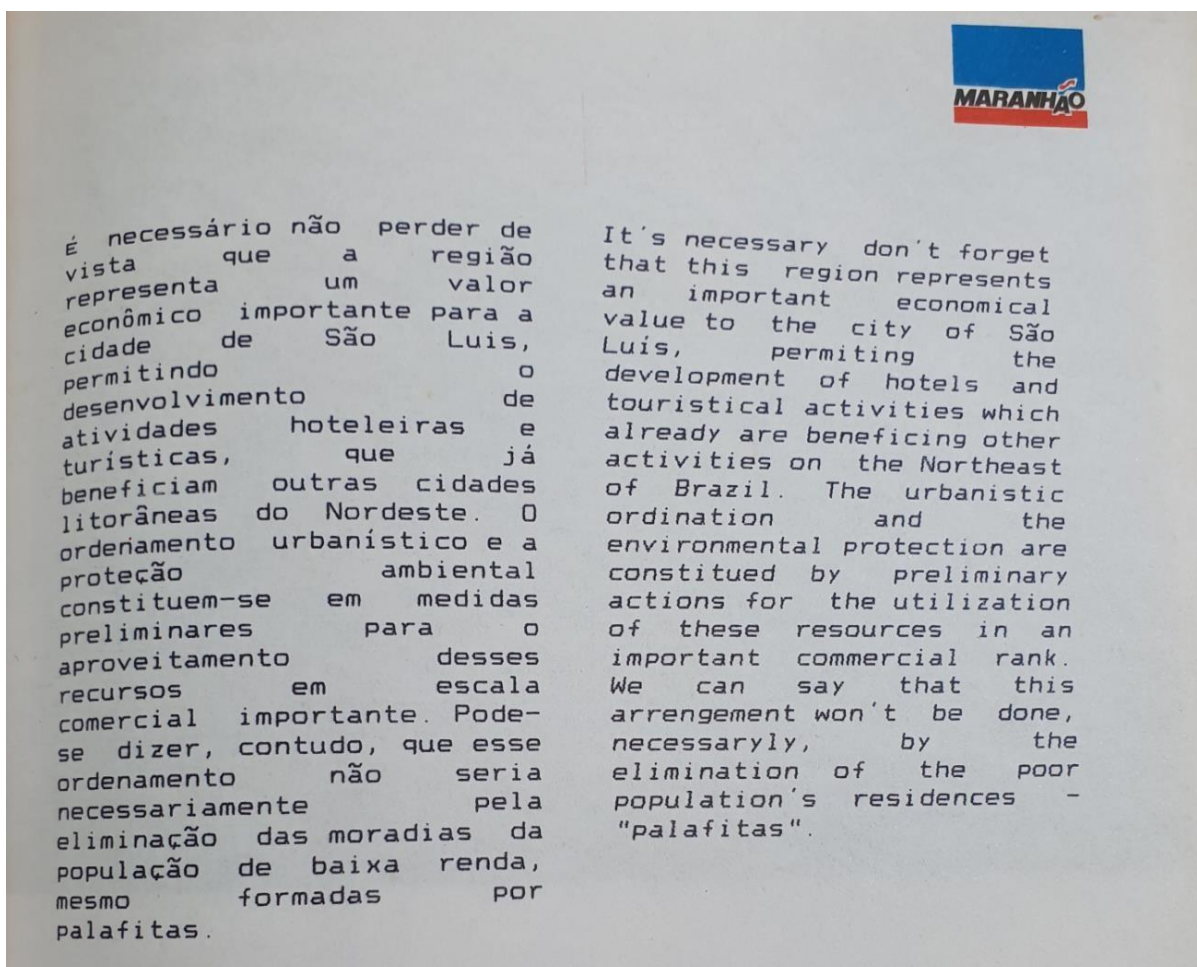 MARANHÃO
É necessário não perder de
vista que a região
representa um valor
econômico importante para a
cidade de São Luis,
permitindo o
desenvolvimento de
atividades hoteleiras e
turísticas, que já
beneficiam outras cidades
litorâneas do Nordeste. O
ordenamento urbanístico e a
proteção ambiental
constituem-se em medidas
preliminares para o
aproveitamento desses
recursos em escala
comercial importante. Pode-
se dizer, contudo, que esse
ordenamento não seria
necessariamente pela
eliminação das moradias da
população de baixa renda,
mesmo formadas por
palafitas.
It's necessary don't forget
that this region represents
an important economical
value to the city of São
Luís, permiting the
development of hotels and
touristical activities which
already are beneficing other
activities on the Northeast
of Brazil. The urbanistic
ordination and the
environmental protection are
constitued by preliminary
actions for the utilization
of these resources in an
important commercial rank.
We can say that this
arrengement won't be done,
necessaryly, by the
elimination of the poor
population's residences -
"palafitas".